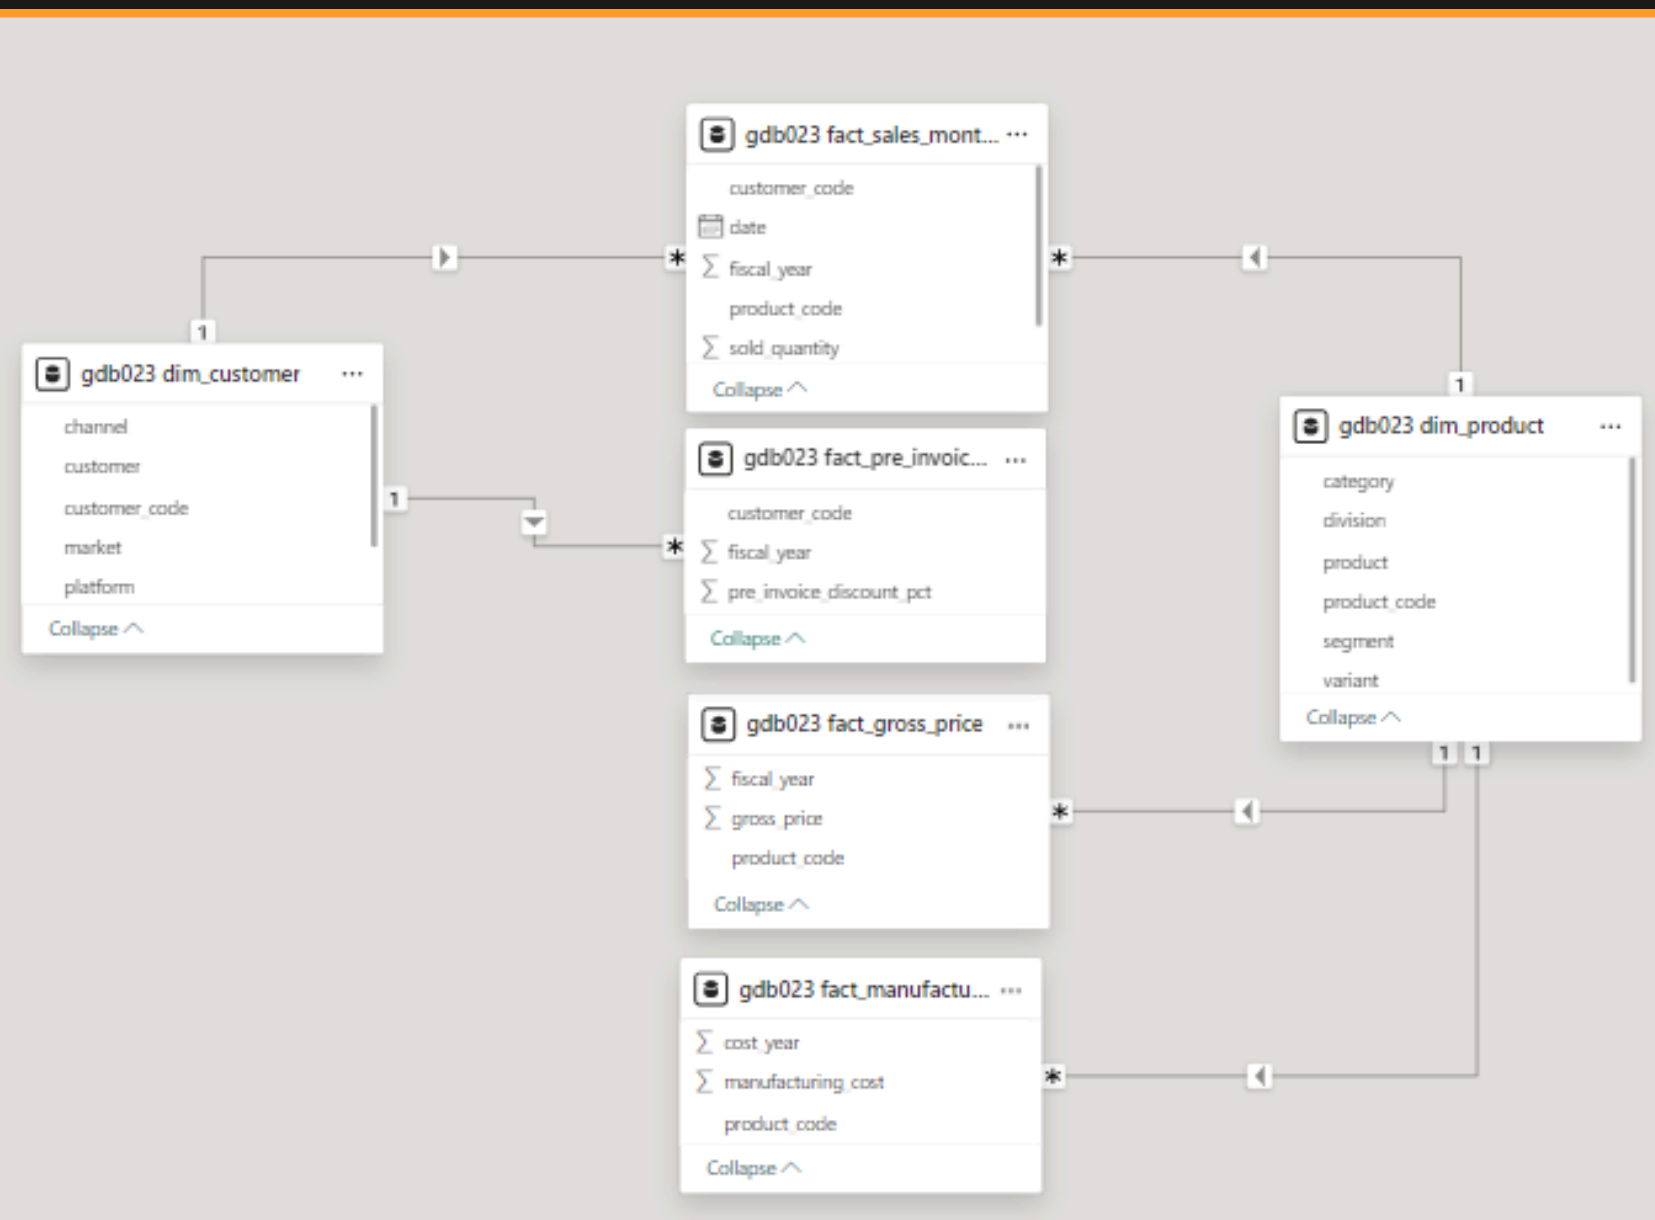 gdb023 fact_sales_mont... ...
customer_code
date
∑ fiscal_year
product_code
∑ sold_quantity
Collapse
*
*
1
1
gdb023 dim_customer ...
channel
customer
customer_code
market
platform
Collapse
1
*
gdb023 fact_pre_invoic... ...
customer_code
∑ fiscal_year
∑ pre_invoice_discount_pct
Collapse
gdb023 dim_product ...
category
division
product
product_code
segment
variant
Collapse
1 1
gdb023 fact_gross_price ...
∑ fiscal_year
∑ gross_price
product_code
Collapse
*
gdb023 fact_manufactu... ...
∑ cost_year
∑ manufacturing_cost
product_code
Collapse
*